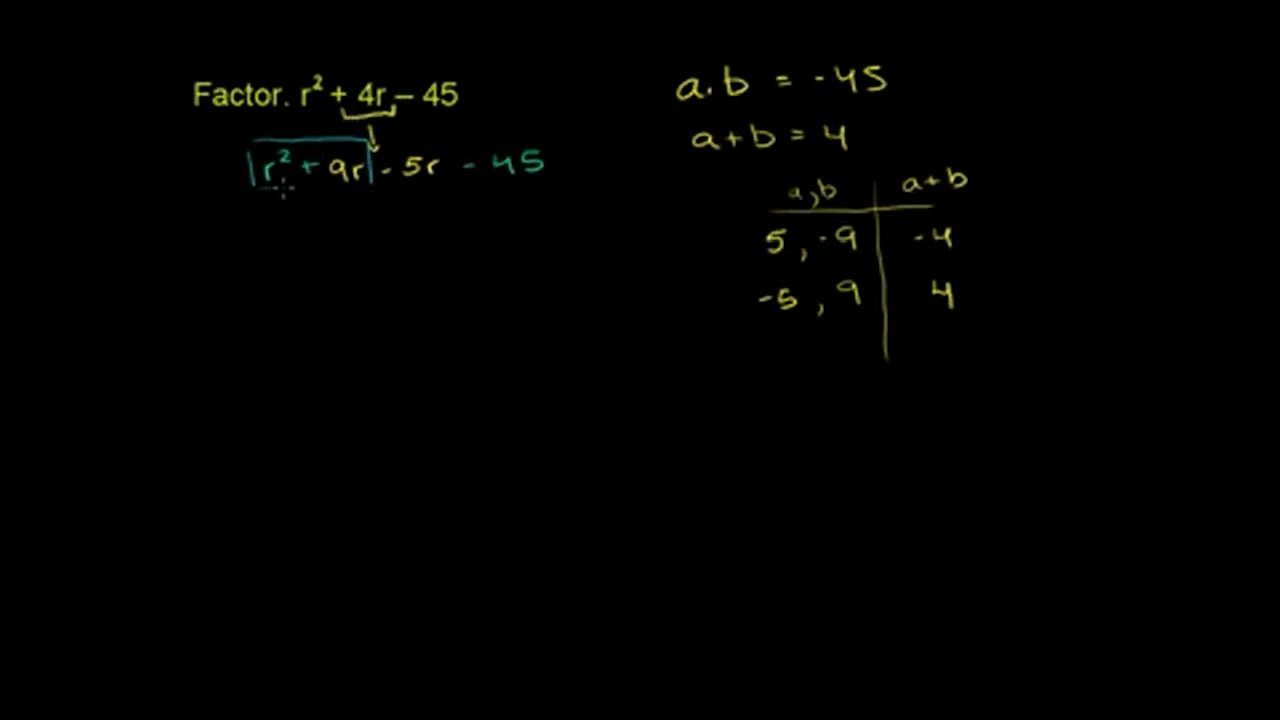 Factor. r² + 4r – 45
r² + 9r - 5r - 45
a.b = -45
a+b = 4
a,b a+b
5, -9 -4
-5, 9 4